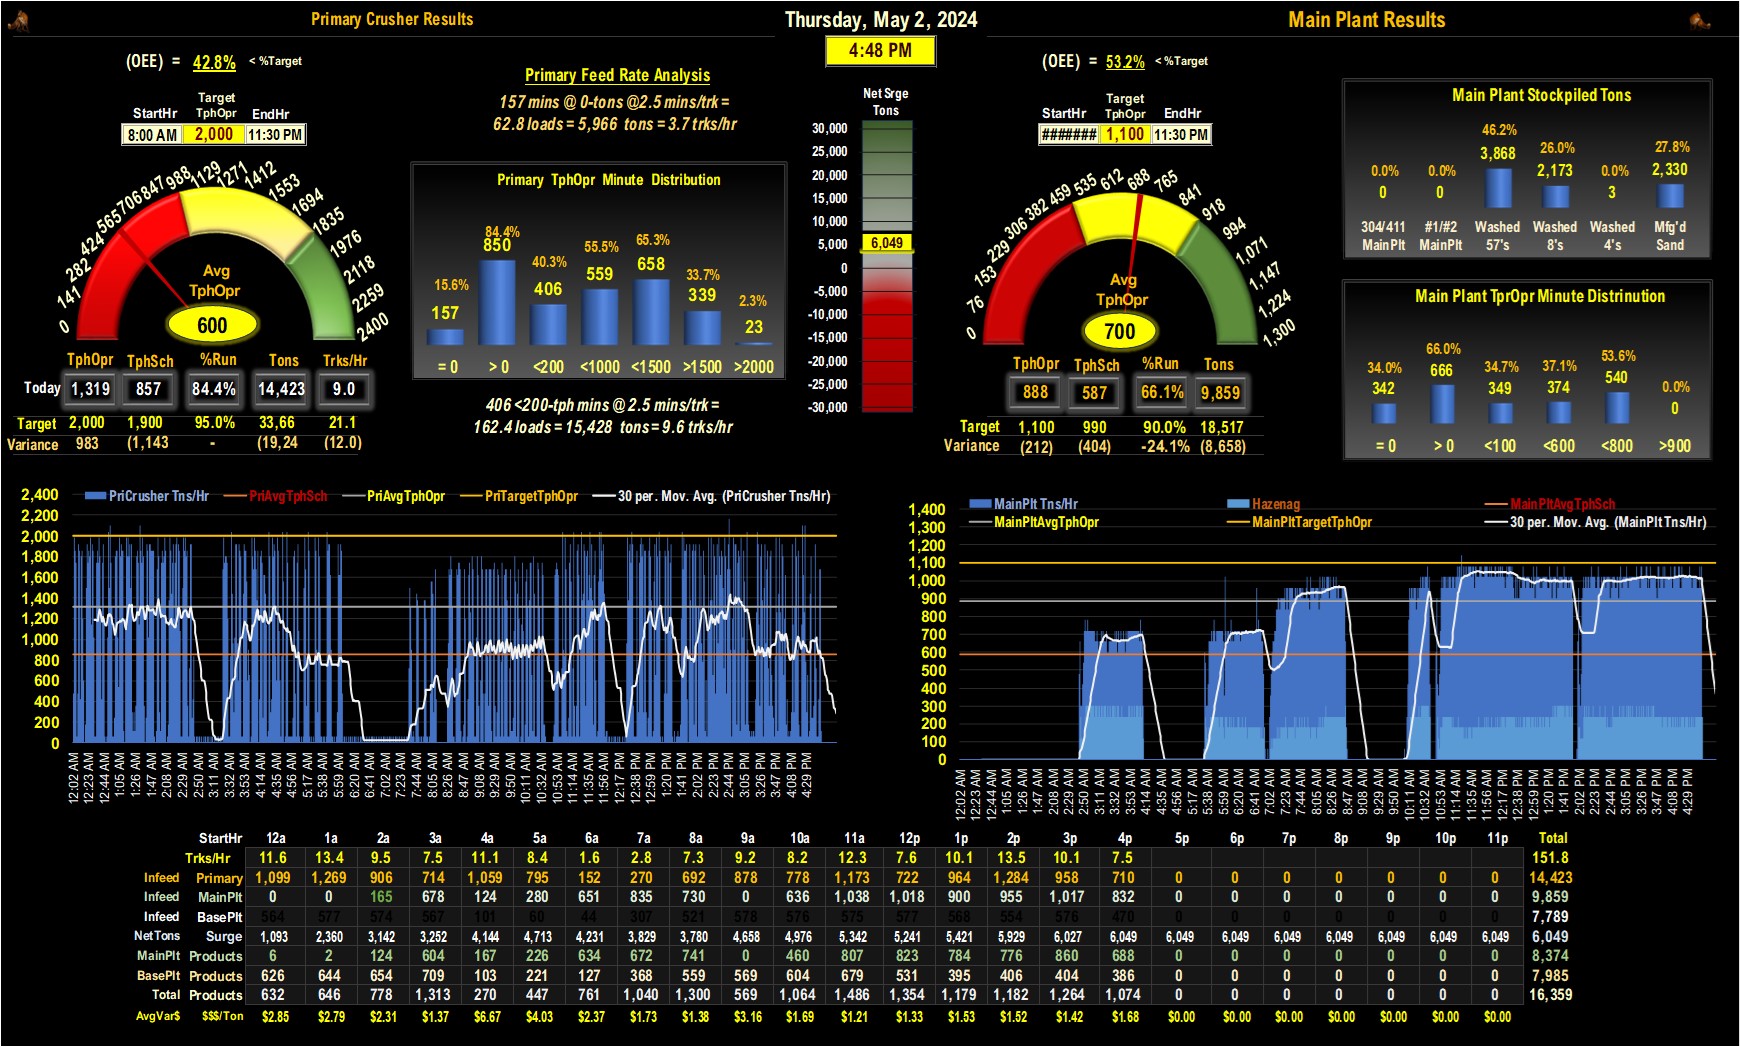 Primary Crusher Results
Thursday, May 2, 2024
Main Plant Results
4:48 PM
(OEE) = 42.8% < %Target
StartHr Target TphOpr EndHr
8:00 AM 2,000 11:30 PM
0 141 282 424 565 706 847 988 1129 1271 1412 1553 1694 1835 1976 2118 2259 2400
Avg
TphOpr
600
TphOpr TphSch %Run Tons Trks/Hr
Today 1,319 857 84.4% 14,423 9.0
Target 2,000 1,900 95.0% 33,66 21.1
Variance 983 (1,143 - (19,24 (12.0)
Primary Feed Rate Analysis
157 mins @ 0-tons @2.5 mins/trk =
62.8 loads = 5,966 tons = 3.7 trks/hr
Primary TphOpr Minute Distribution
15.6% 84.4% 40.3% 55.5% 65.3% 33.7% 2.3%
157 850 406 559 658 339 23
= 0 > 0 <200 <1000 <1500 >1500 >2000
406 <200-tph mins @ 2.5 mins/trk =
162.4 loads = 15,428 tons = 9.6 trks/hr
Net Srge
Tons
30,000
25,000
20,000
15,000
10,000
5,000
6,049
0
-5,000
-10,000
-15,000
-20,000
-25,000
-30,000
(OEE) = 53.2% < %Target
StartHr Target TphOpr EndHr
####### 1,100 11:30 PM
0 76 153 229 306 382 459 535 612 688 765 841 918 994 1,071 1,147 1,224 1,300
Avg
TphOpr
700
TphOpr TphSch %Run Tons
888 587 66.1% 9,859
Target 1,100 990 90.0% 18,517
Variance (212) (404) -24.1% (8,658)
Main Plant Stockpiled Tons
0.0% 0.0% 46.2% 26.0% 0.0% 27.8%
0 0 3,868 2,173 3 2,330
304/411 #1/#2 Washed Washed Washed Mfg'd
MainPlt MainPlt 57's 8's 4's Sand
Main Plant TprOpr Minute Distrinution
34.0% 66.0% 34.7% 37.1% 53.6% 0.0%
342 666 349 374 540 0
= 0 > 0 <100 <600 <800 >900
PriCrusher Tns/Hr PriAvgTphSch PriAvgTphOpr PriTargetTphOpr 30 per. Mov. Avg. (PriCrusher Tns/Hr)
2,400
2,200
2,000
1,800
1,600
1,400
1,200
1,000
800
600
400
200
0
12:02 AM 12:23 AM 12:44 AM 1:05 AM 1:26 AM 1:47 AM 2:08 AM 2:29 AM 2:50 AM 3:11 AM 3:32 AM 3:53 AM 4:14 AM 4:35 AM 4:56 AM 5:17 AM 5:38 AM 5:59 AM 6:20 AM 6:41 AM 7:02 AM 7:23 AM 7:44 AM 8:05 AM 8:26 AM 8:47 AM 9:08 AM 9:29 AM 9:50 AM 10:11 AM 10:32 AM 10:53 AM 11:14 AM 11:35 AM 11:56 AM 12:17 PM 12:38 PM 12:59 PM 1:20 PM 1:41 PM 2:02 PM 2:23 PM 2:44 PM 3:05 PM 3:26 PM 3:47 PM 4:08 PM 4:29 PM
MainPlt Tns/Hr Hazenag MainPltAvgTphSch
MainPltAvgTphOpr MainPltTargetTphOpr 30 per. Mov. Avg. (MainPlt Tns/Hr)
1,400
1,300
1,200
1,100
1,000
900
800
700
600
500
400
300
200
100
0
12:02 AM 12:23 AM 12:44 AM 1:05 AM 1:26 AM 1:47 AM 2:08 AM 2:29 AM 2:50 AM 3:11 AM 3:32 AM 3:53 AM 4:14 AM 4:35 AM 4:56 AM 5:17 AM 5:38 AM 5:59 AM 6:20 AM 6:41 AM 7:02 AM 7:23 AM 7:44 AM 8:05 AM 8:26 AM 8:47 AM 9:08 AM 9:29 AM 9:50 AM 10:11 AM 10:32 AM 10:53 AM 11:14 AM 11:35 AM 11:56 AM 12:17 PM 12:38 PM 12:59 PM 1:20 PM 1:41 PM 2:02 PM 2:23 PM 2:44 PM 3:05 PM 3:26 PM 3:47 PM 4:08 PM 4:29 PM
StartHr 12a 1a 2a 3a 4a 5a 6a 7a 8a 9a 10a 11a 12p 1p 2p 3p 4p 5p 6p 7p 8p 9p 10p 11p Total
Trks/Hr 11.6 13.4 9.5 7.5 11.1 8.4 1.6 2.8 7.3 9.2 8.2 12.3 7.6 10.1 13.5 10.1 7.5 151.8
Infeed Primary 1,099 1,269 906 714 1,059 795 152 270 692 878 778 1,173 722 964 1,284 958 710 0 0 0 0 0 0 0 14,423
Infeed MainPlt 0 0 165 678 124 280 651 835 730 0 636 1,038 1,018 900 955 1,017 832 0 0 0 0 0 0 0 9,859
Infeed BasePlt 564 577 574 567 101 60 44 307 521 578 576 575 577 568 554 576 470 0 0 0 0 0 0 0 7,789
NetTons Surge 1,093 2,360 3,142 3,252 4,144 4,713 4,231 3,829 3,780 4,658 4,976 5,342 5,241 5,421 5,929 6,027 6,049 6,049 6,049 6,049 6,049 6,049 6,049 6,049 6,049
MainPlt Products 6 2 124 604 167 226 634 672 741 0 460 807 823 784 776 860 688 0 0 0 0 0 0 0 8,374
BasePlt Products 626 644 654 709 103 221 127 368 559 569 604 679 531 395 406 404 386 0 0 0 0 0 0 0 7,985
Total Products 632 646 778 1,313 270 447 761 1,040 1,300 569 1,064 1,486 1,354 1,179 1,182 1,264 1,074 0 0 0 0 0 0 0 16,359
AvgVar$ $$$/Ton $2.85 $2.79 $2.31 $1.37 $6.67 $4.03 $2.37 $1.73 $1.38 $3.16 $1.69 $1.21 $1.33 $1.53 $1.52 $1.42 $1.68 $0.00 $0.00 $0.00 $0.00 $0.00 $0.00 $0.00